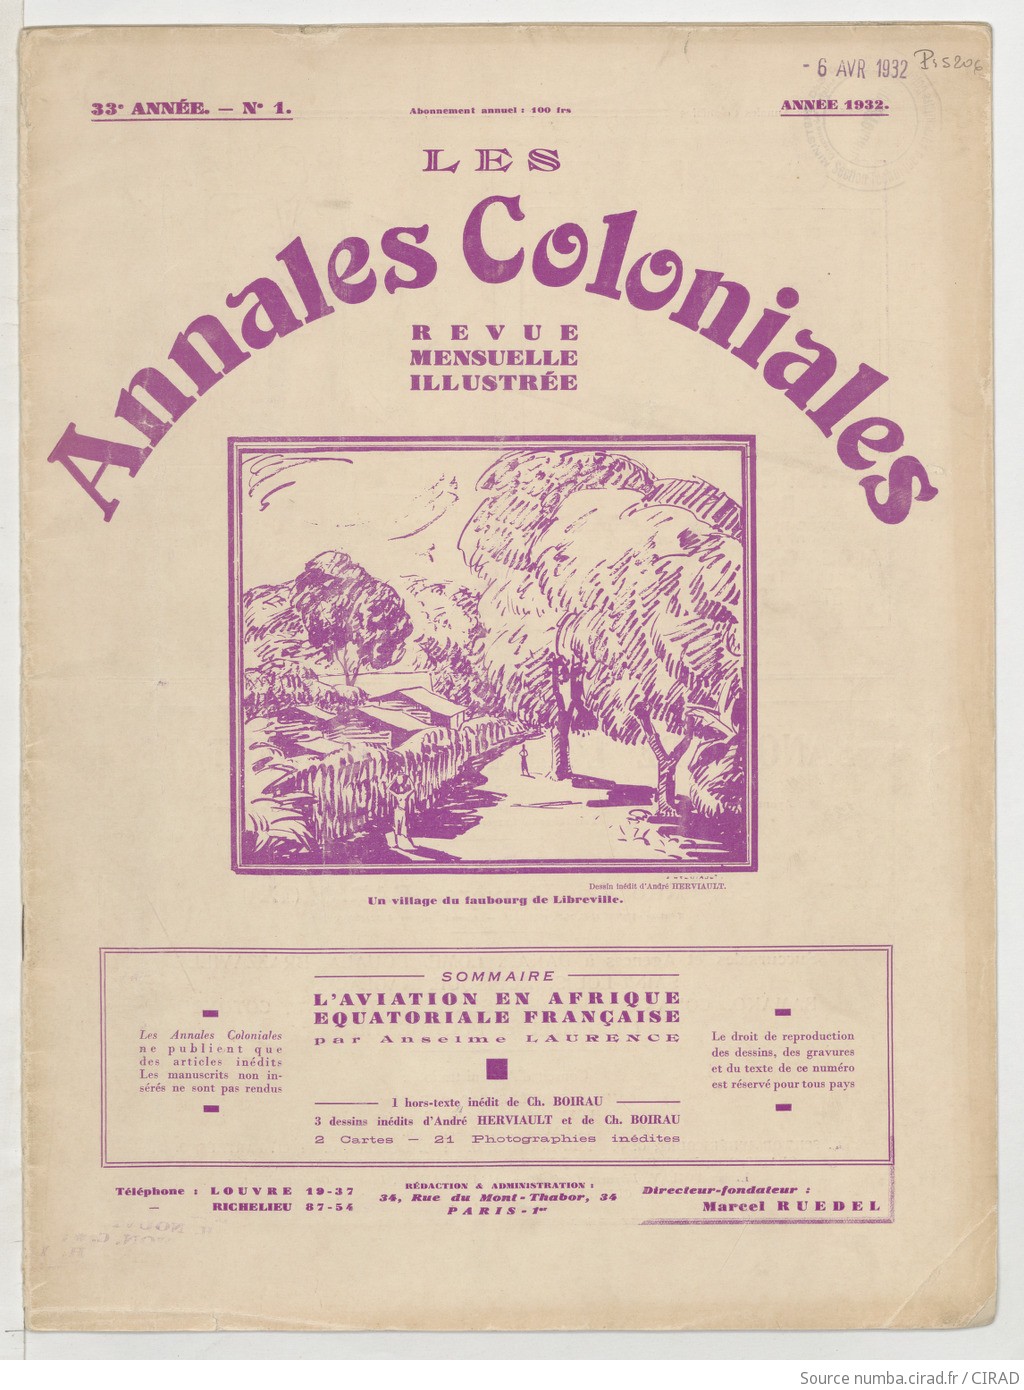 - 6 AVR 1932
33e ANNÉE. — N° 1.
Abonnement annuel : 100 frs
ANNÉE 1932.
LES
Annales Coloniales
REVUE
MENSUELLE
ILLUSTRÉE
Dessin inédit d'André HERVIAULT.
Un village du faubourg de Libreville.
SOMMAIRE
L'AVIATION EN AFRIQUE
EQUATORIALE FRANÇAISE
par Anselme LAURENCE
Les Annales Coloniales
ne publient que
des articles inédits
Les manuscrits non in-
sérés ne sont pas rendus
1 hors-texte inédit de Ch. BOIRAU
3 dessins inédits d'André HERVIAULT et de Ch. BOIRAU
2 Cartes — 21 Photographies inédites
Le droit de reproduction
des dessins, des gravures
et du texte de ce numéro
est réservé pour tous pays
Téléphone : LOUVRE 19-37
— RICHELIEU 87-54
RÉDACTION & ADMINISTRATION :
34, Rue du Mont-Thabor, 34
PARIS-1er
Directeur-fondateur :
Marcel RUEDEL
Source numba.cirad.fr / CIRAD